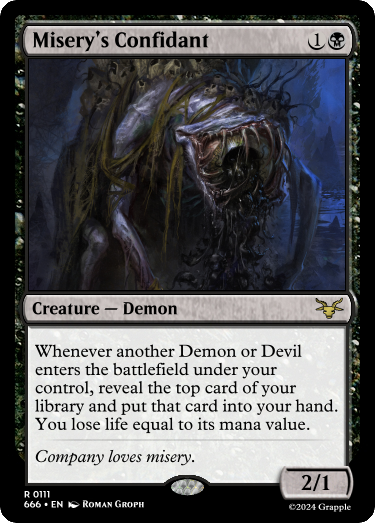 Misery's Confidant 1
Creature — Demon
Whenever another Demon or Devil
enters the battlefield under your
control, reveal the top card of your
library and put that card into your hand.
You lose life equal to its mana value.
Company loves misery.
2/1
R 0111
666 • EN Roman Groph
©2024 Grapple